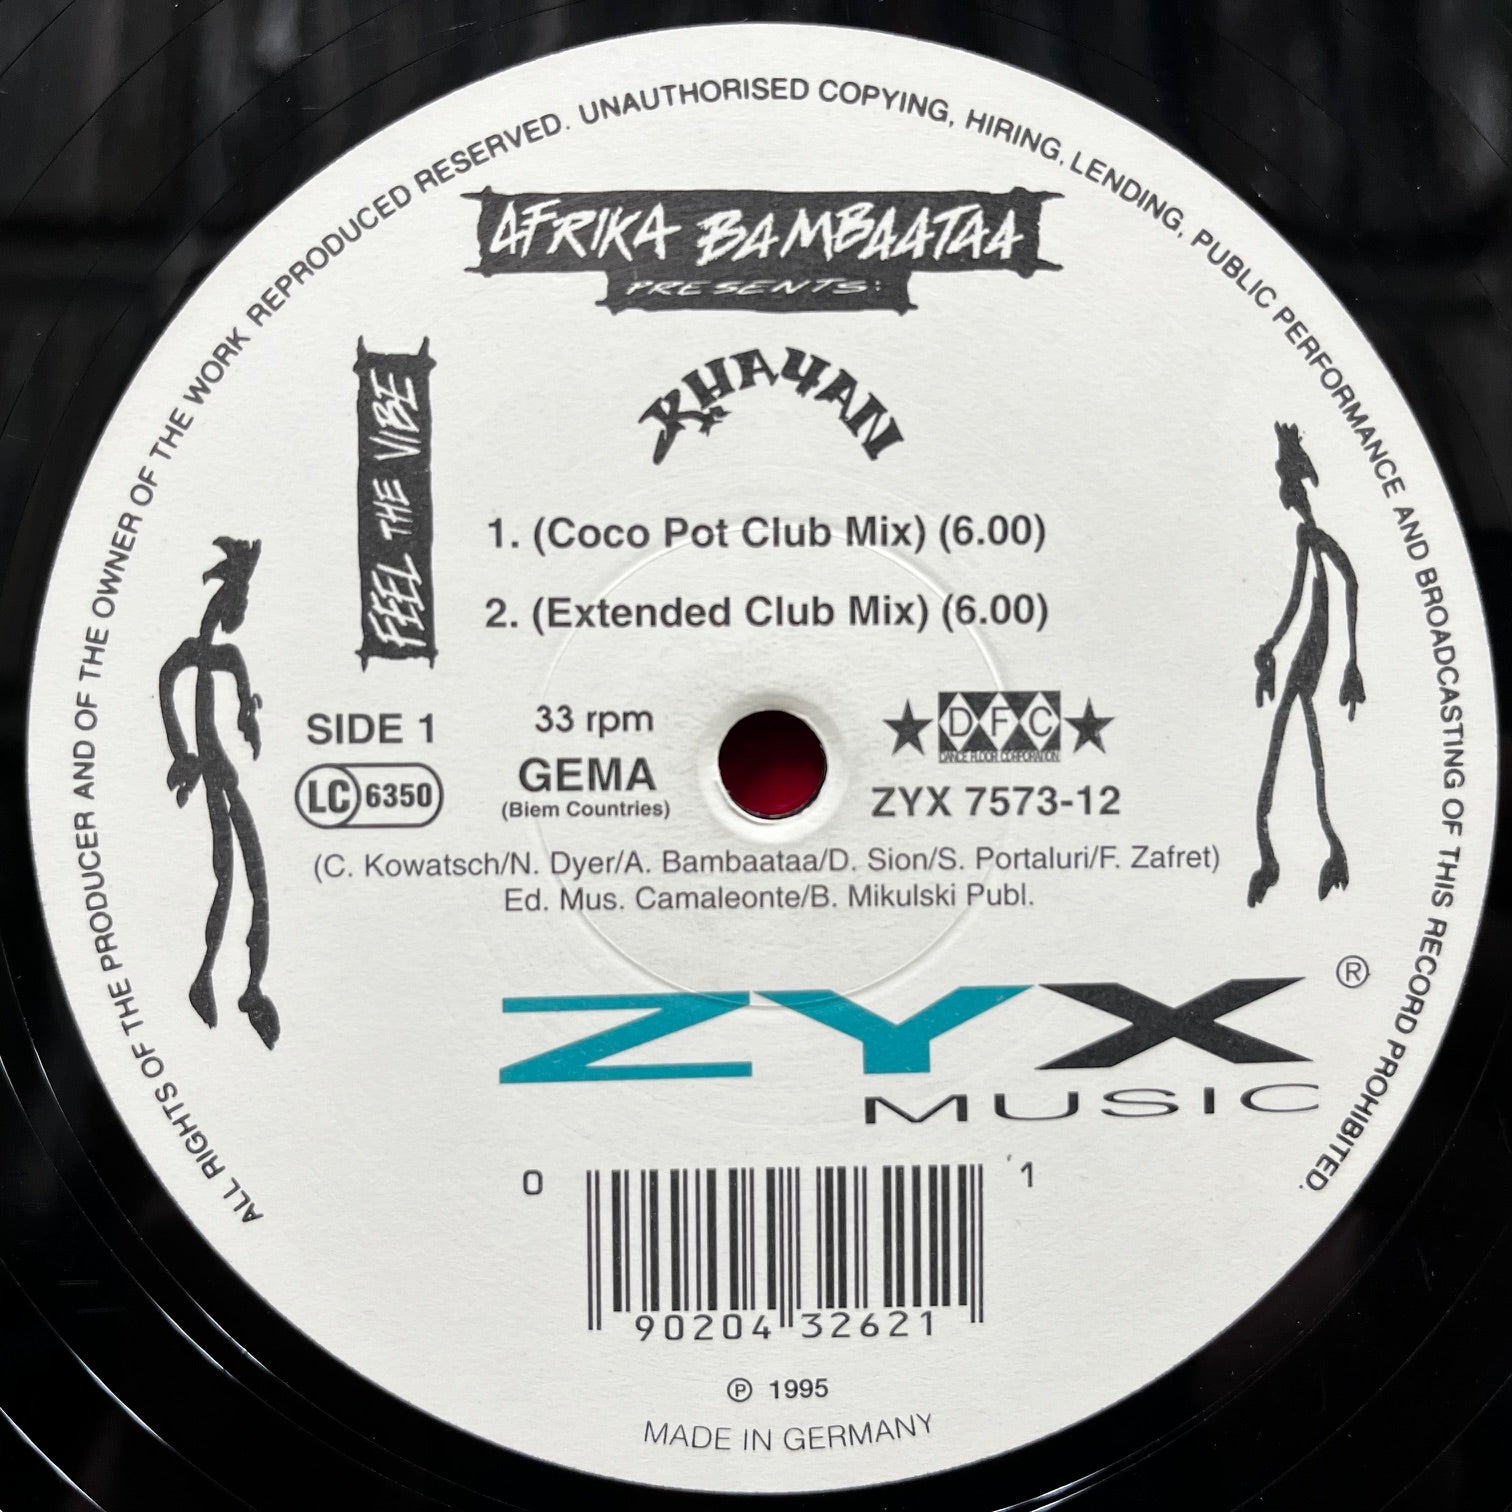 ALL RIGHTS OF THE PRODUCER AND OF THE OWNER OF THE WORK REPRODUCED RESERVED. UNAUTHORISED COPYING, HIRING, LENDING, PUBLIC PERFORMANCE AND BROADCASTING OF THIS RECORD PROHIBITED.
AFRIKA BAMBAATAA
PRESENTS:
KHAYAN
FEEL THE VIBE
1. (Coco Pot Club Mix) (6.00)
2. (Extended Club Mix) (6.00)
SIDE 1
33 rpm
DFC
DANCE FLOOR CORPORATION
LC 6350
GEMA
(Biem Countries)
ZYX 7573-12
(C. Kowatsch/N. Dyer/A. Bambaataa/D. Sion/S. Portaluri/F. Zafret)
Ed. Mus. Camaleonte/B. Mikulski Publ.
ZYX ®
MUSIC
0 90204 32621 1
℗ 1995
MADE IN GERMANY